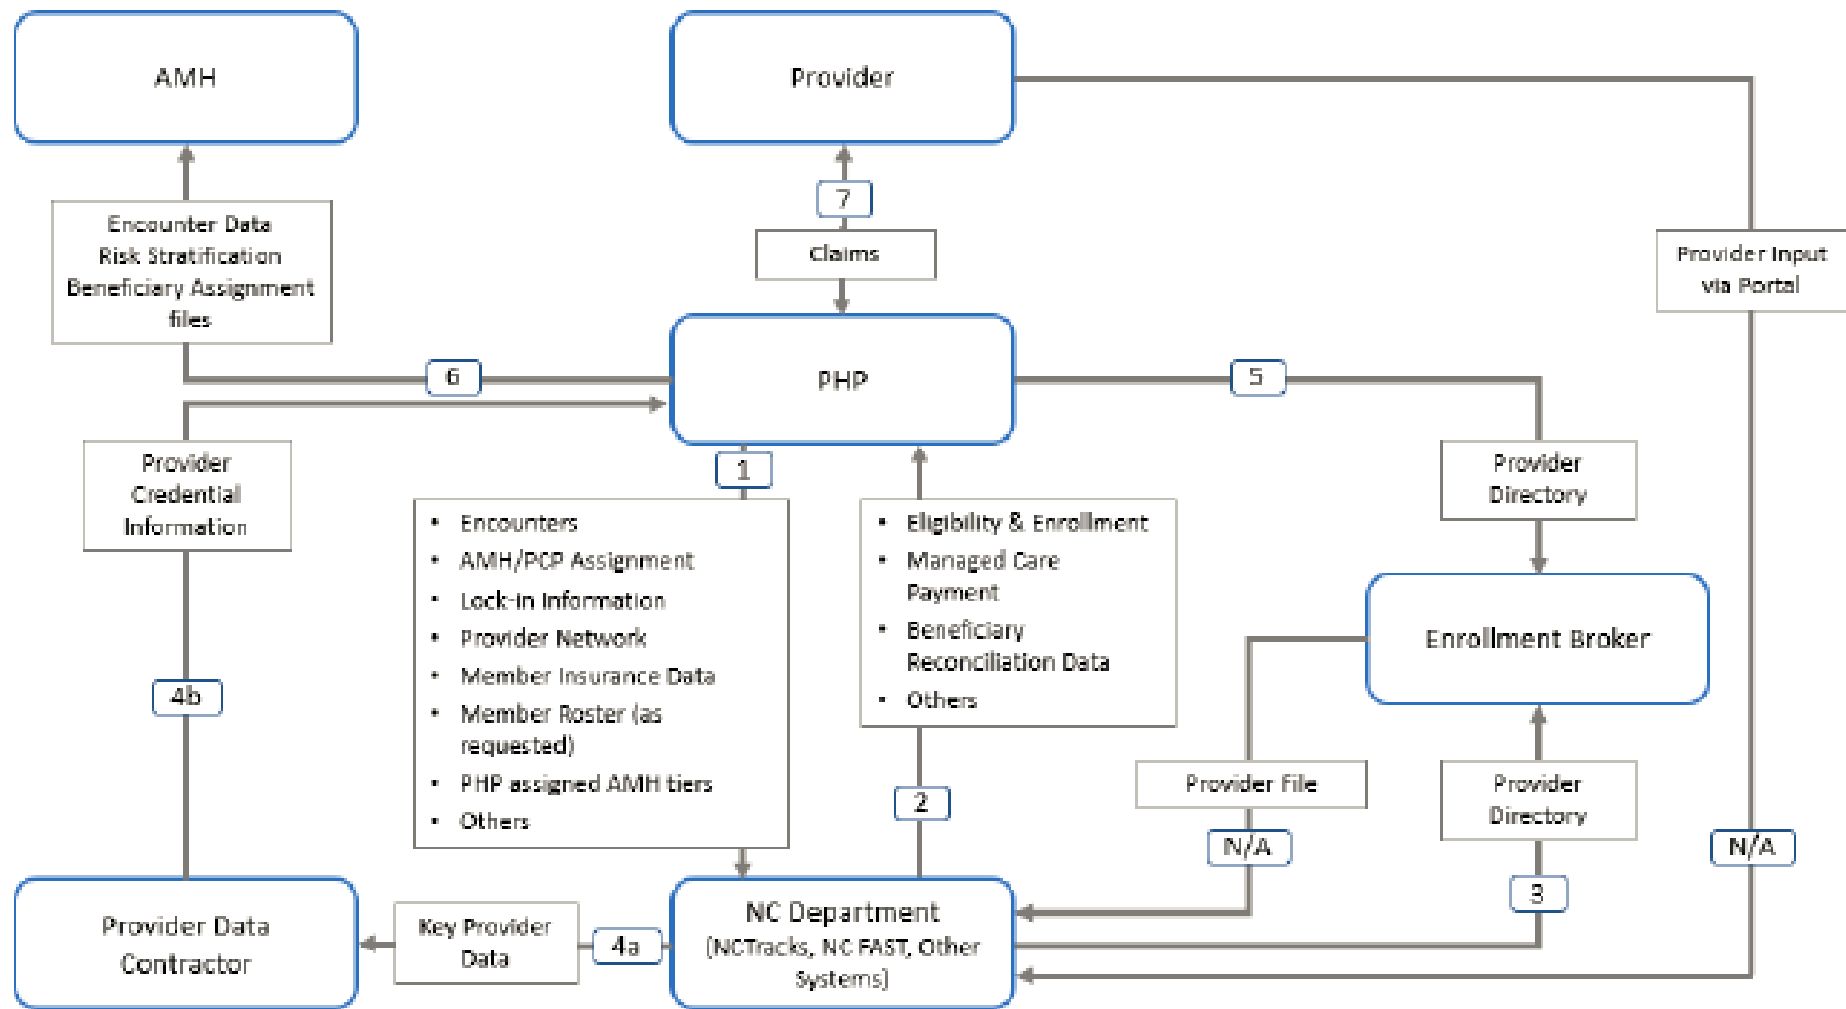 AMH
Provider
7
Encounter Data
Risk Stratification
Beneficiary Assignment
files
Claims
Provider Input
via Portal
6
PHP
5
Provider
Credential
Information
1
Provider
Directory
• Encounters
• AMH/PCP Assignment
• Lock-in Information
• Provider Network
• Member Insurance Data
• Member Roster (as
requested)
• PHP assigned AMH tiers
• Others
• Eligibility & Enrollment
• Managed Care
Payment
• Beneficiary
Reconciliation Data
• Others
Enrollment Broker
4b
2
Provider File
Provider
Directory
N/A
N/A
3
Provider Data
Contractor
Key Provider
Data
4a
NC Department
(NCTracks, NC FAST, Other
Systems)